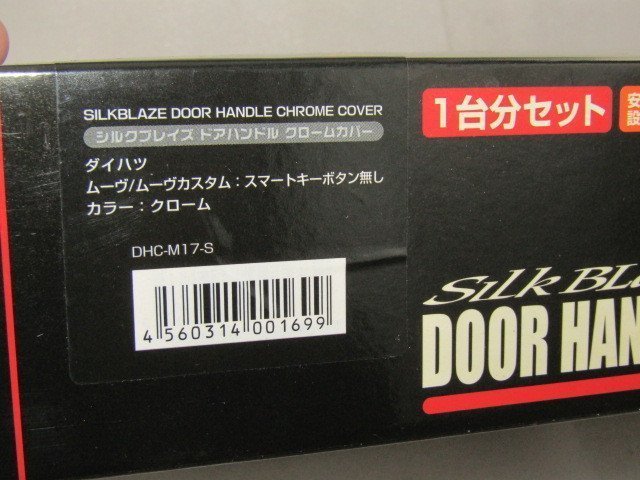 SILKBLAZE DOOR HANDLE CHROME COVER
シルクブレイズ ドアハンドル クロームカバー
ダイハツ
ムーヴ/ムーヴカスタム：スマートキーボタン無し
カラー：クローム
DHC-M17-S
4 560314 001699
1台分セット
安
設
Silk BLa
DOOR HAN